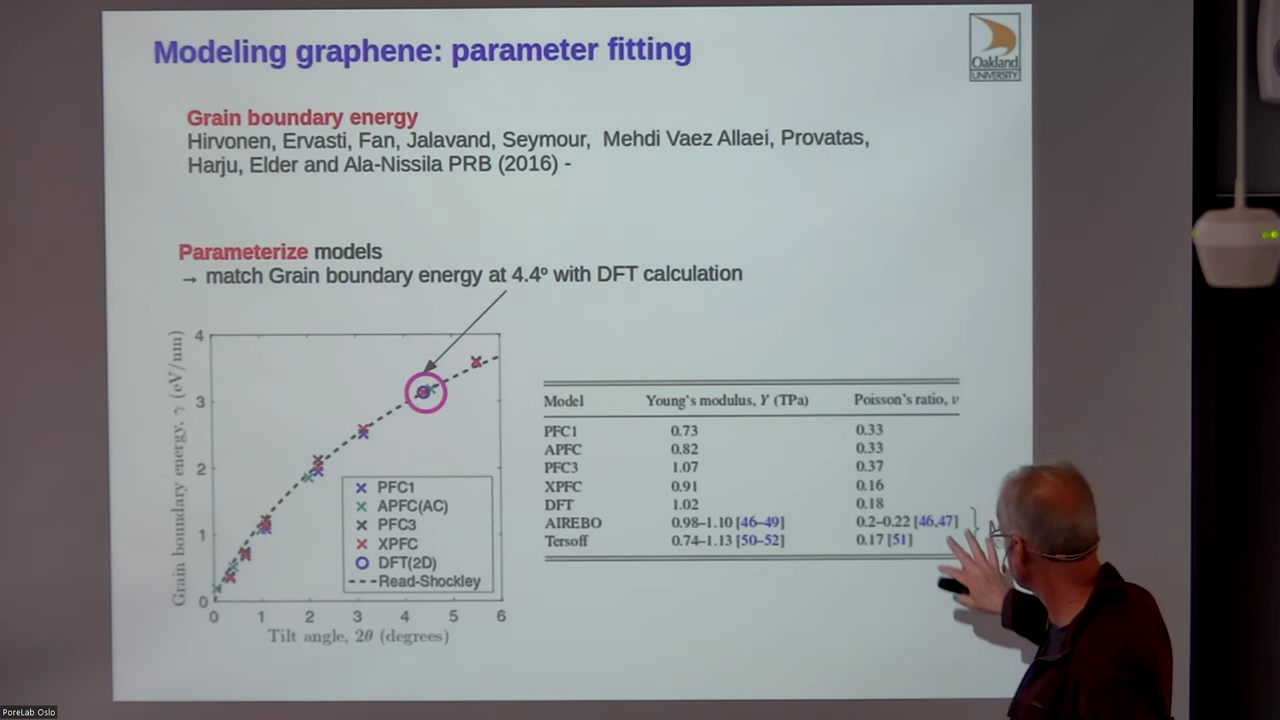 Modeling graphene: parameter fitting
Oakland
UNIVERSITY
Grain boundary energy
Hirvonen, Ervasti, Fan, Jalavand, Seymour, Mehdi Vaez Allaei, Provatas,
Harju, Elder and Ala-Nissila PRB (2016) -
Parameterize models
→ match Grain boundary energy at 4.4º with DFT calculation
Grain boundary energy, γ (eV/nm)
4
3
2
1
0
PFC1
APFC(AC)
PFC3
XPFC
DFT(2D)
Read-Shockley
0 1 2 3 4 5 6
Tilt angle, 2θ (degrees)
Model Young's modulus, Y (TPa) Poisson's ratio, ν
PFC1 0.73 0.33
APFC 0.82 0.33
PFC3 1.07 0.37
XPFC 0.91 0.16
DFT 1.02 0.18
AIREBO 0.98–1.10 [46–49] 0.2–0.22 [46,47]
Tersoff 0.74–1.13 [50–52] 0.17 [51]
PoreLab Oslo